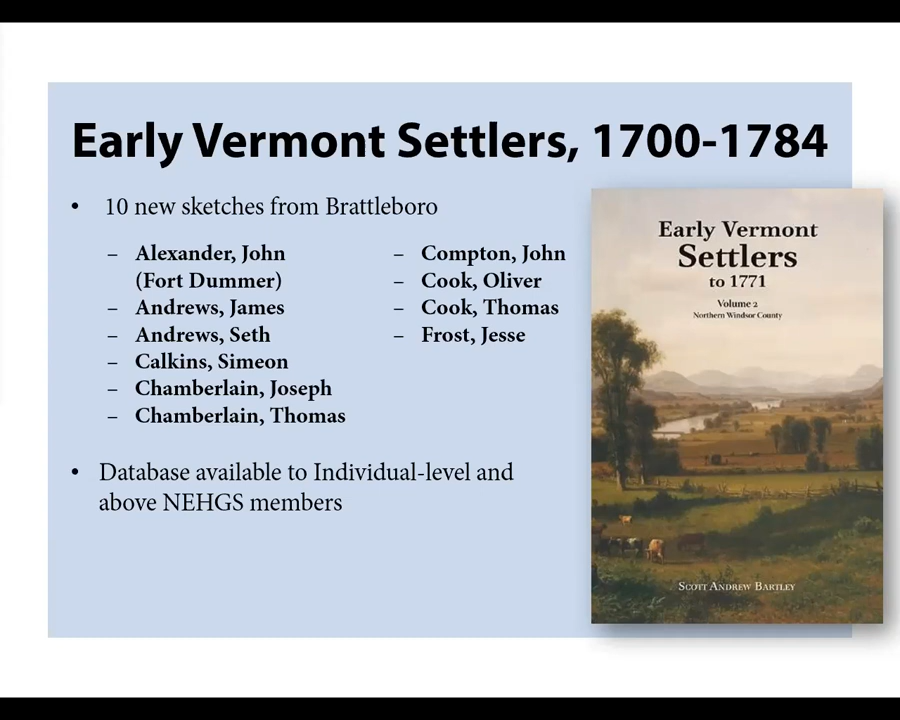 Early Vermont Settlers, 1700-1784
• 10 new sketches from Brattleboro
– Alexander, John
(Fort Dummer)
– Andrews, James
– Andrews, Seth
– Calkins, Simeon
– Chamberlain, Joseph
– Chamberlain, Thomas
– Compton, John
– Cook, Oliver
– Cook, Thomas
– Frost, Jesse
• Database available to Individual-level and
above NEHGS members
Early Vermont
Settlers
to 1771
Volume 2
Northern Windsor County
Scott Andrew Bartley